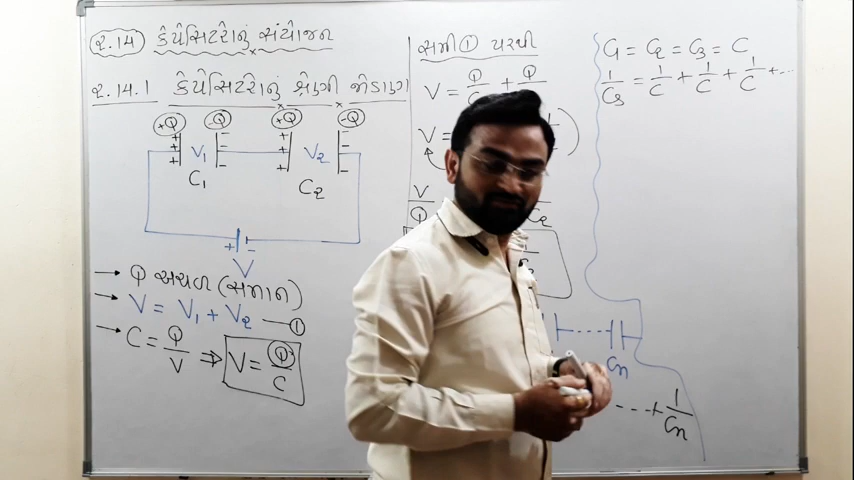 ૨.૧૪ કેપેસિટરોનું સંયોજન
૨.૧૪.૧ કેપેસિટરોનું શ્રેણી જોડાણ
+Q -Q +Q -Q
+ + + - - - + + + - - -
V₁ V₂
C₁ C₂
+ -
V
→ Q અચળ (સમાન)
→ V = V₁ + V₂ —①
→ C = Q/V ⇒ V = Q/C
સમી ① પરથી
V = Q/C + Q
V =
V/Q
C₂
Cn
---+ 1/Cn
C₁ = C₂ = C₃ = C
1/Cs = 1/C + 1/C + 1/C + ...